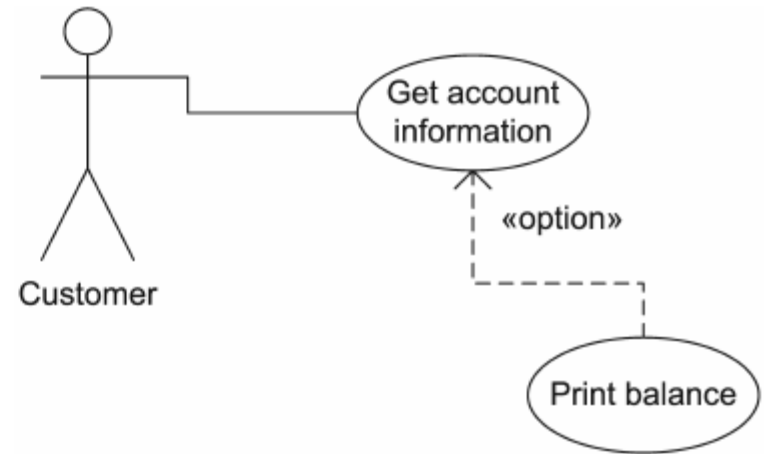 Get account
information
«option»
Customer
Print balance